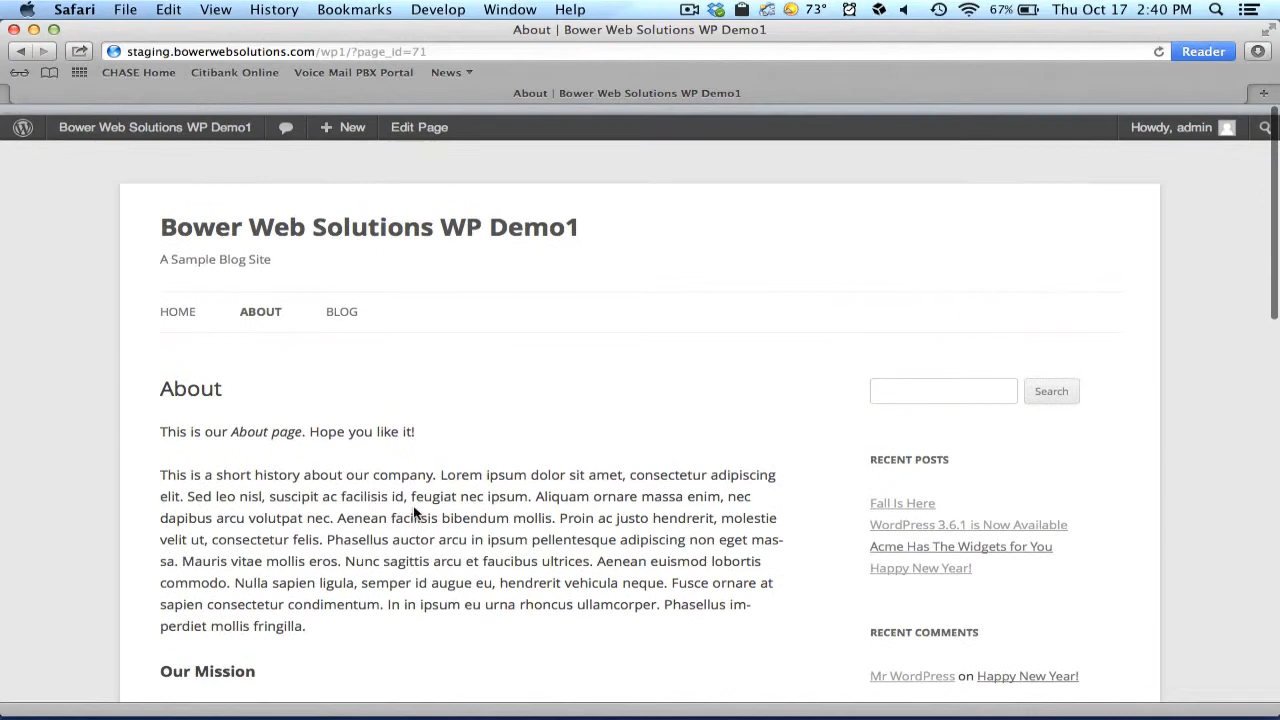 Safari File Edit View History Bookmarks Develop Window Help 67% 73° Thu Oct 17 2:40 PM
About | Bower Web Solutions WP Demo1
staging.bowerwebsolutions.com/wp1/?page_id=71 Reader
CHASE Home Citibank Online Voice Mail PBX Portal News
About | Bower Web Solutions WP Demo1
Bower Web Solutions WP Demo1 New Edit Page Howdy, admin
Bower Web Solutions WP Demo1
A Sample Blog Site
HOME ABOUT BLOG
About
This is our About page. Hope you like it!
This is a short history about our company. Lorem ipsum dolor sit amet, consectetur adipiscing
elit. Sed leo nisl, suscipit ac facilisis id, feugiat nec ipsum. Aliquam ornare massa enim, nec
dapibus arcu volutpat nec. Aenean facilisis bibendum mollis. Proin ac justo hendrerit, molestie
velit ut, consectetur felis. Phasellus auctor arcu in ipsum pellentesque adipiscing non eget mas-
sa. Mauris vitae mollis eros. Nunc sagittis arcu et faucibus ultrices. Aenean euismod lobortis
commodo. Nulla sapien ligula, semper id augue eu, hendrerit vehicula neque. Fusce ornare at
sapien consectetur condimentum. In in ipsum eu urna rhoncus ullamcorper. Phasellus im-
perdiet mollis fringilla.
Our Mission
Search
RECENT POSTS
Fall Is Here
WordPress 3.6.1 is Now Available
Acme Has The Widgets for You
Happy New Year!
RECENT COMMENTS
Mr WordPress on Happy New Year!